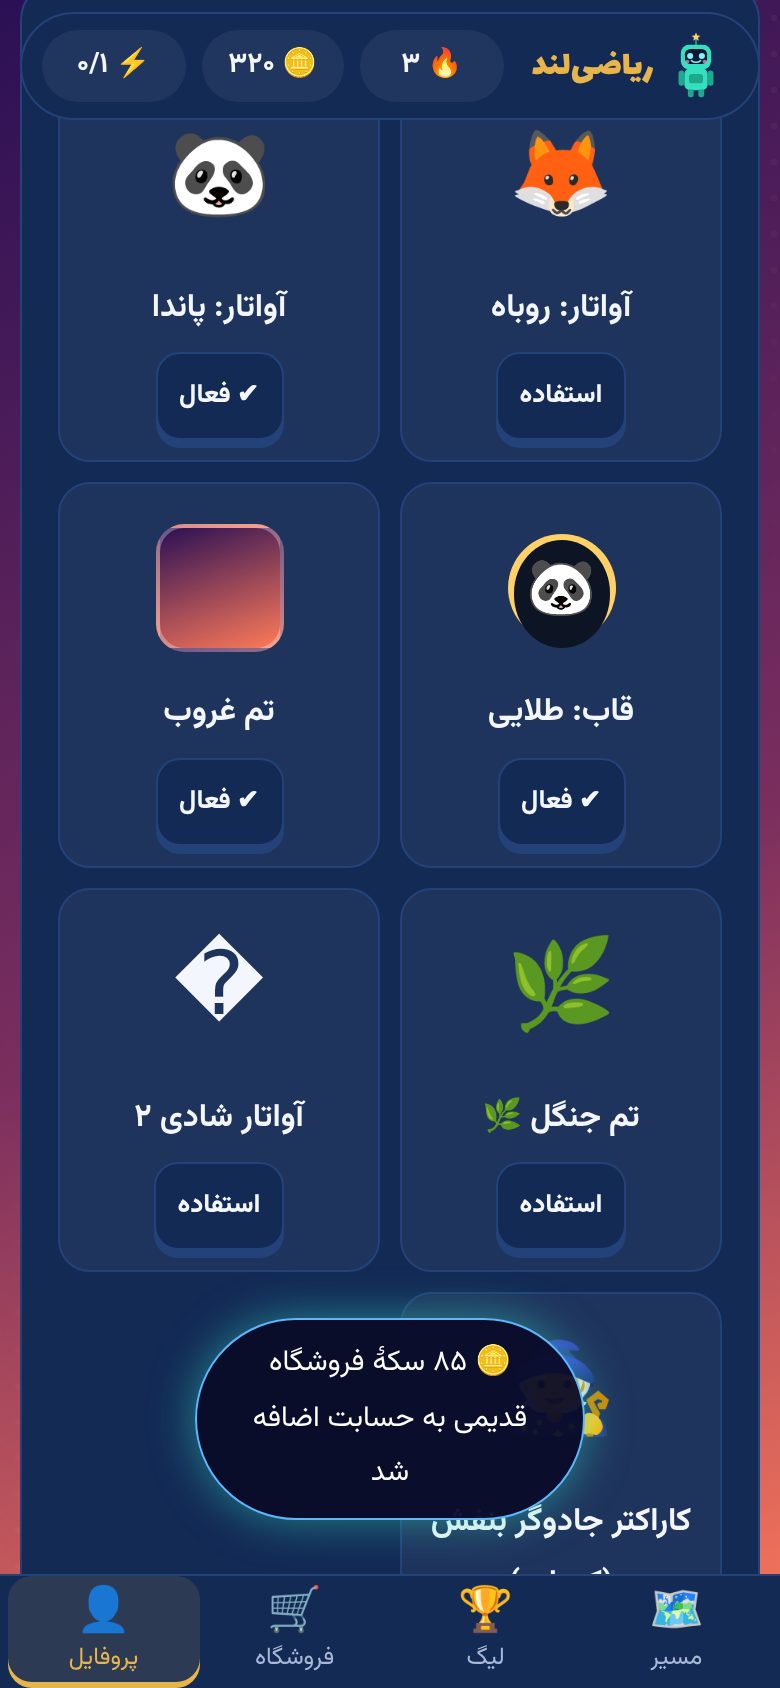 ریاضی‌لند
🔥 ۳
🪙 ۳۲۰
⚡ ۰/۱
آواتار: روباه
استفاده
آواتار: پاندا
✔ فعال
قاب: طلایی
✔ فعال
تم غروب
✔ فعال
تم جنگل 🌿
استفاده
آواتار شادی ۲
استفاده
🪙 ۸۵ سکهٔ فروشگاه
قدیمی به حسابت اضافه
شد
کاراکتر جادوگر بنفش
مسیر
لیگ
فروشگاه
پروفایل